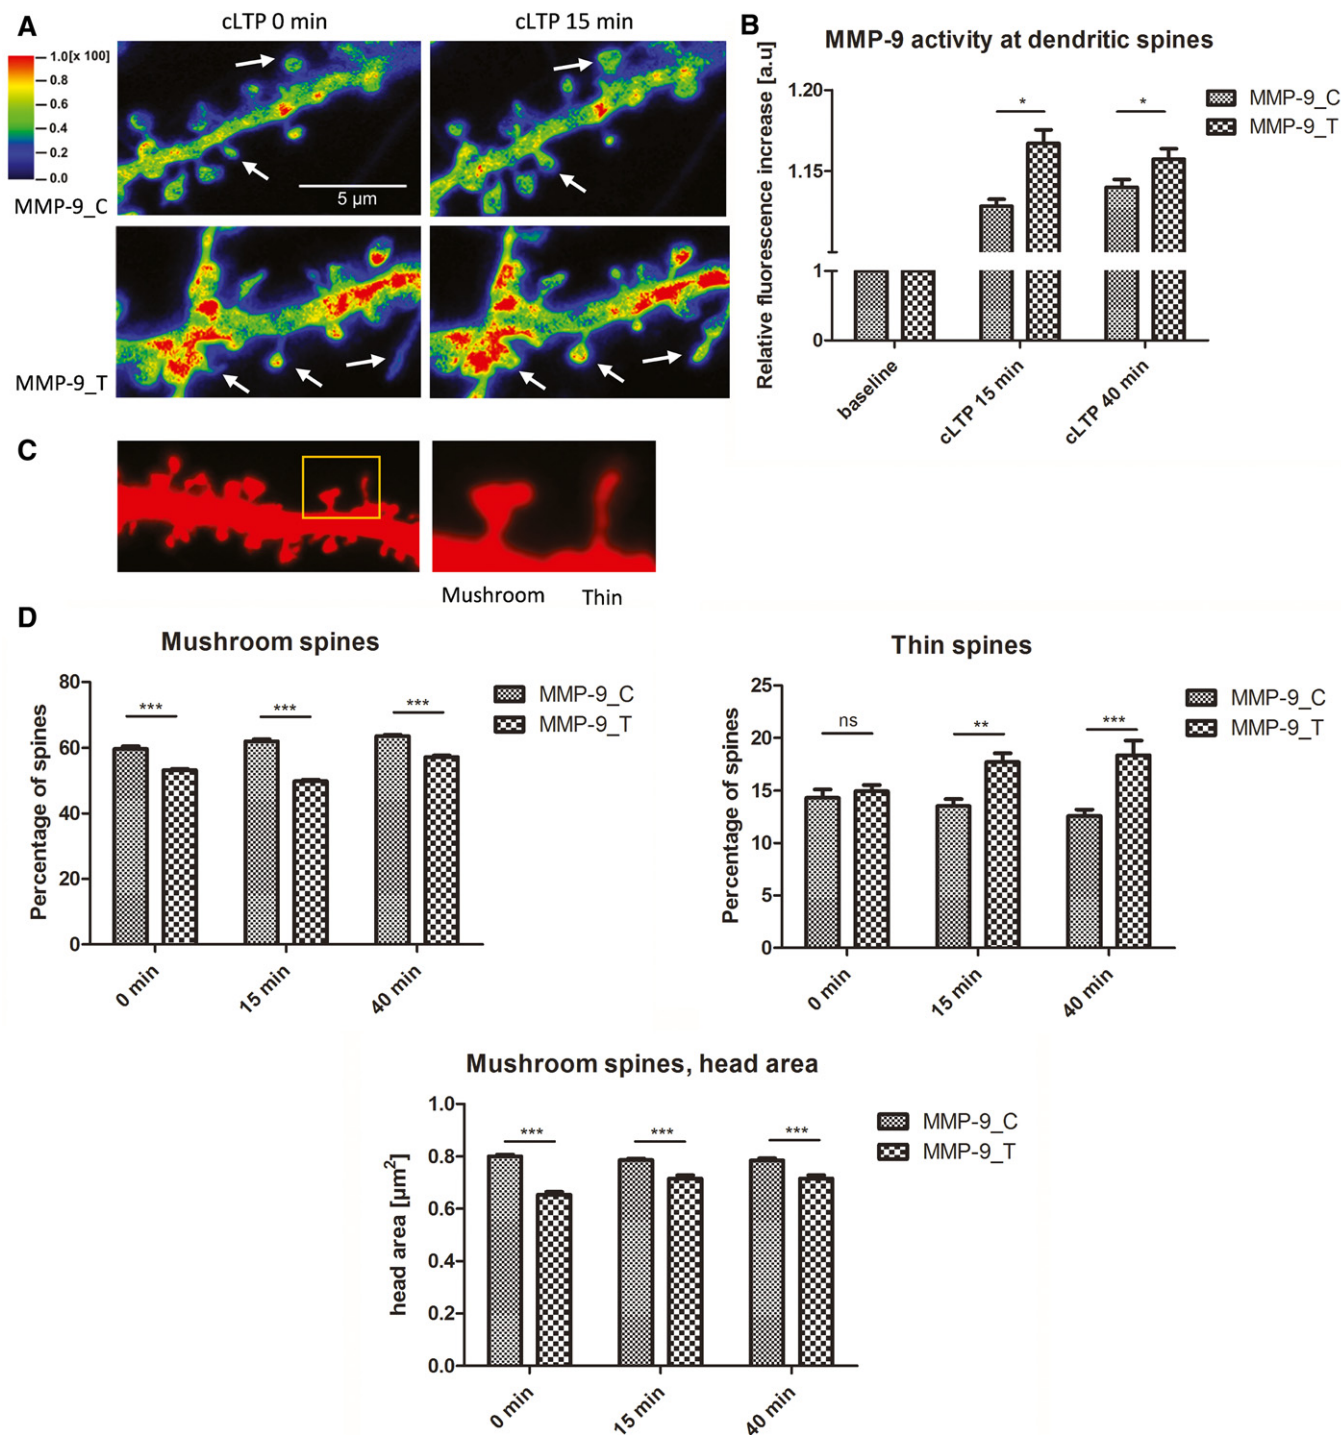 A
cLTP 0 min
cLTP 15 min
1.0[x 100]
0.8
0.6
0.4
0.2
0.0
MMP-9_C
5 µm
MMP-9_T
B
MMP-9 activity at dendritic spines
Relative fluorescence increase [a.u]
1.20
1.15
1
0
*
*
MMP-9_C
MMP-9_T
baseline
cLTP 15 min
cLTP 40 min
C
Mushroom
Thin
D
Mushroom spines
Percentage of spines
80
60
40
20
0
***
***
***
MMP-9_C
MMP-9_T
0 min
15 min
40 min
Thin spines
Percentage of spines
25
20
15
10
5
0
ns
**
***
MMP-9_C
MMP-9_T
0 min
15 min
40 min
Mushroom spines, head area
head area [µm²]
1.0
0.8
0.6
0.4
0.2
0.0
***
***
***
MMP-9_C
MMP-9_T
0 min
15 min
40 min